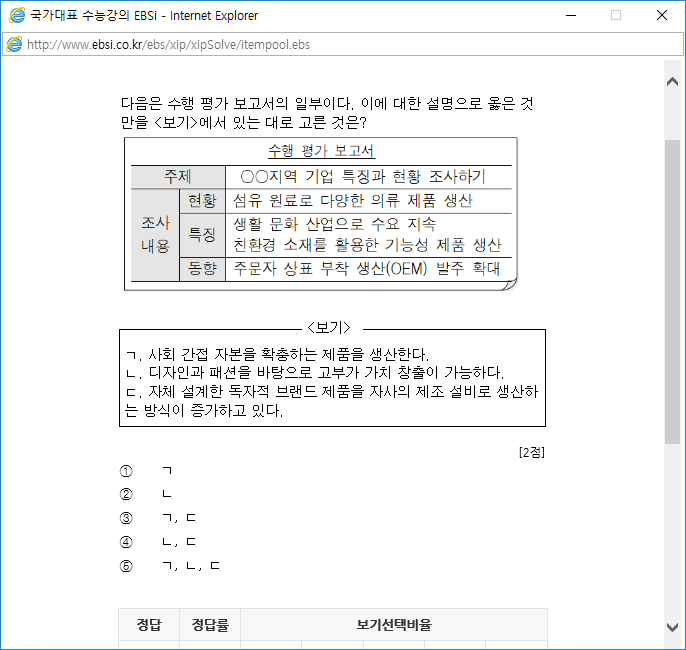 국가대표 수능강의 EBSi - Internet Explorer
http://www.ebsi.co.kr/ebs/xip/xipSolve/itempool.ebs
다음은 수행 평가 보고서의 일부이다. 이에 대한 설명으로 옳은 것
만을 <보기>에서 있는 대로 고른 것은?
수행 평가 보고서
주제 ○○지역 기업 특징과 현황 조사하기
조사
내용
현황 섬유 원료로 다양한 의류 제품 생산
특징 생활 문화 산업으로 수요 지속
친환경 소재를 활용한 기능성 제품 생산
동향 주문자 상표 부착 생산(OEM) 발주 확대
<보기>
ㄱ. 사회 간접 자본을 확충하는 제품을 생산한다.
ㄴ. 디자인과 패션을 바탕으로 고부가 가치 창출이 가능하다.
ㄷ. 자체 설계한 독자적 브랜드 제품을 자사의 제조 설비로 생산하
는 방식이 증가하고 있다.
[2점]
① ㄱ
② ㄴ
③ ㄱ, ㄷ
④ ㄴ, ㄷ
⑤ ㄱ, ㄴ, ㄷ
정답 정답률 보기선택비율